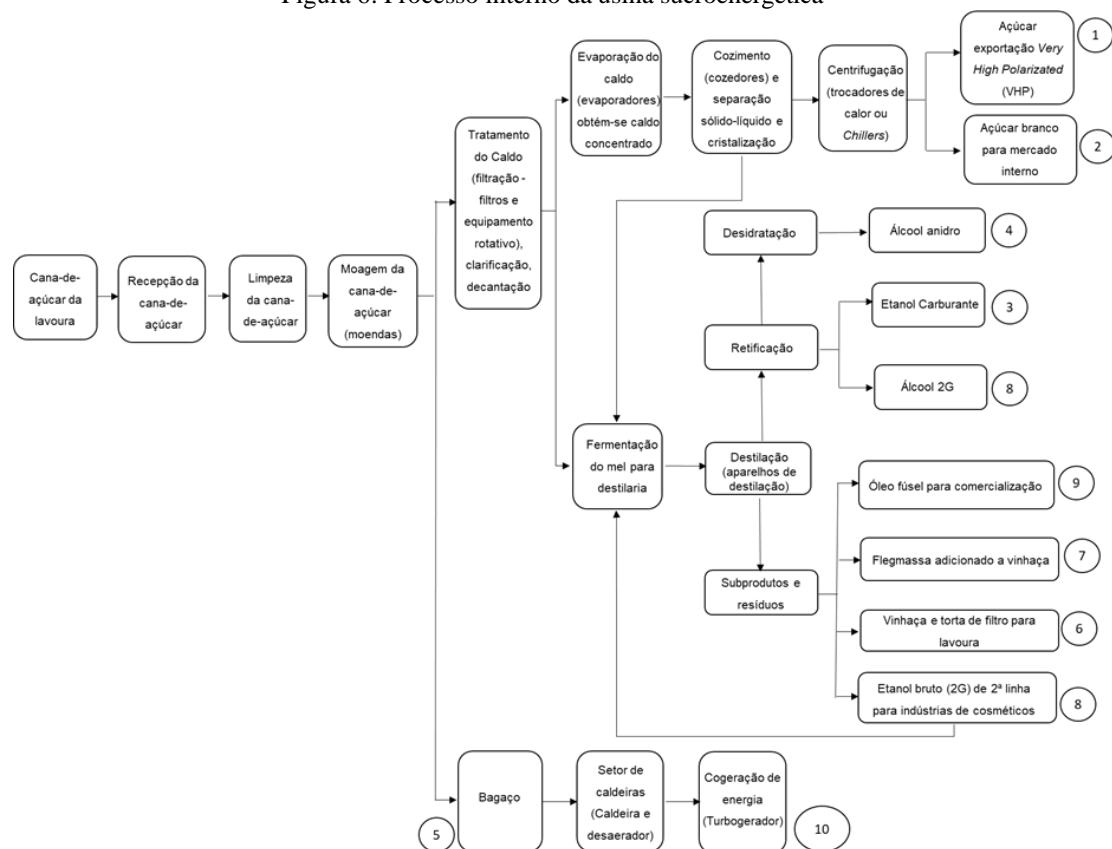 Figura 6: Processo interno da usina sucroenergética
Cana-de-
açúcar da
lavoura
Recepção da
cana-de-
açúcar
Limpeza
da cana-
de-açúcar
Moagem da
cana-de-
açúcar
(moendas)
Tratamento
do Caldo
(filtração -
filtros e
equipamento
rotativo),
clarificação,
decantação
Evaporação do
caldo
(evaporadores)
obtém-se caldo
concentrado
Cozimento
(cozedores) e
separação
sólido-líquido e
cristalização
Centrifugação
(trocadores de
calor ou
Chillers)
Açúcar
exportação Very
High Polarizated
(VHP)
1
Açúcar branco
para mercado
interno
2
Desidratação
Álcool anidro
4
Retificação
Etanol Carburante
3
Álcool 2G
8
Fermentação
do mel para
destilaria
Destilação
(aparelhos de
destilação)
Subprodutos e
resíduos
Óleo fúsel para comercialização
9
Flegmassa adicionado a vinhaça
7
Vinhaça e torta de filtro para
lavoura
6
Etanol bruto (2G) de 2ª linha
para indústrias de cosméticos
8
5
Bagaço
Setor de
caldeiras
(Caldeira e
desaerador)
Cogeração de
energia
(Turbogerador)
10